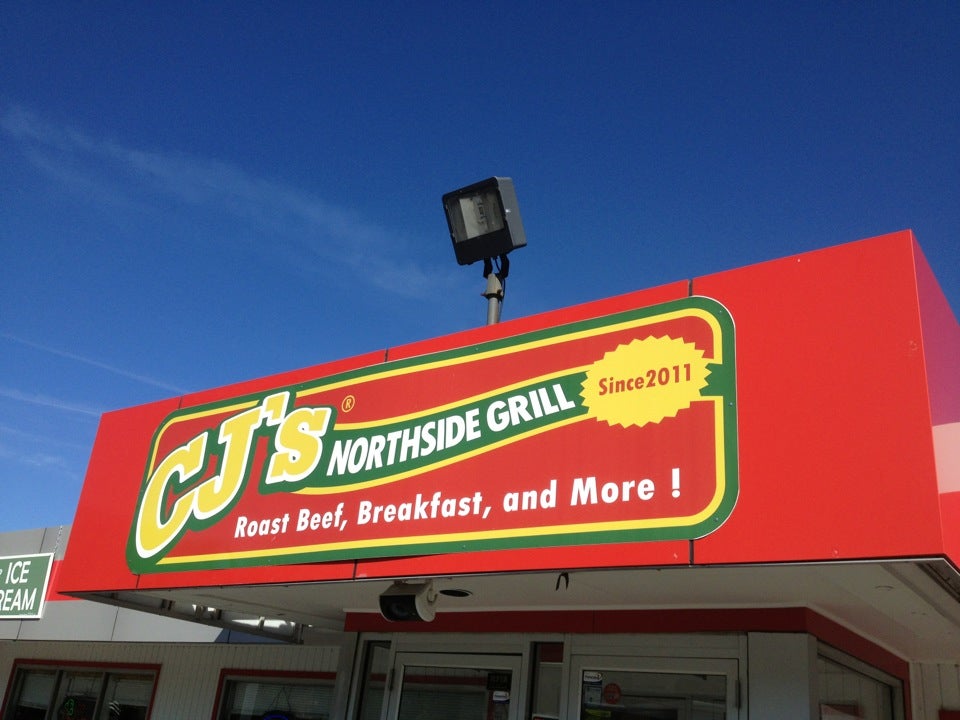 CJ's ®
NORTHSIDE GRILL
Since2011
Roast Beef, Breakfast, and More !
ICE
REAM